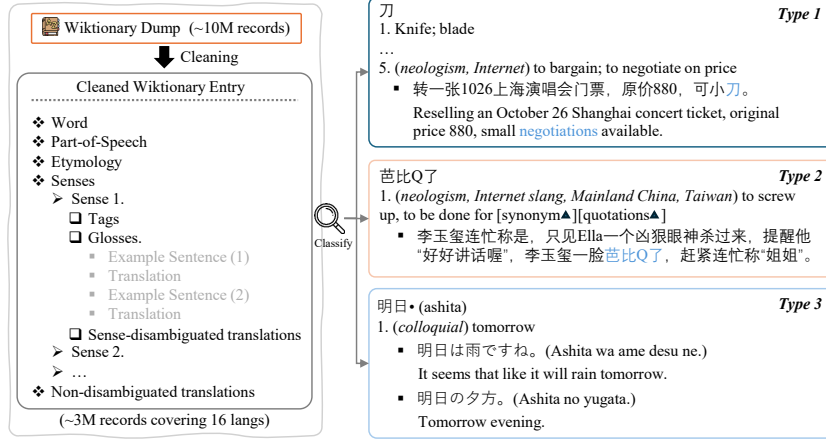 Wiktionary Dump (~10M records)
Cleaning
Cleaned Wiktionary Entry
❖ Word
❖ Part-of-Speech
❖ Etymology
❖ Senses
➢ Sense 1.
❑ Tags
❑ Glosses.
▪ Example Sentence (1)
▪ Translation
▪ Example Sentence (2)
▪ Translation
❑ Sense-disambiguated translations
➢ Sense 2.
➢ …
❖ Non-disambiguated translations
(~3M records covering 16 langs)
Classify
刀 Type 1
1. Knife; blade
…
5. (neologism, Internet) to bargain; to negotiate on price
▪ 转一张1026上海演唱会门票，原价880，可小刀。
Reselling an October 26 Shanghai concert ticket, original
price 880, small negotiations available.
芭比Q了 Type 2
1. (neologism, Internet slang, Mainland China, Taiwan) to screw
up, to be done for [synonym▲][quotations▲]
▪ 李玉玺连忙称是，只见Ella一个凶狠眼神杀过来，提醒他
“好好讲话喔”，李玉玺一脸芭比Q了，赶紧连忙称“姐姐”。
明日• (ashita) Type 3
1. (colloquial) tomorrow
▪ 明日は雨ですね。(Ashita wa ame desu ne.)
It seems that like it will rain tomorrow.
▪ 明日の夕方。(Ashita no yugata.)
Tomorrow evening.